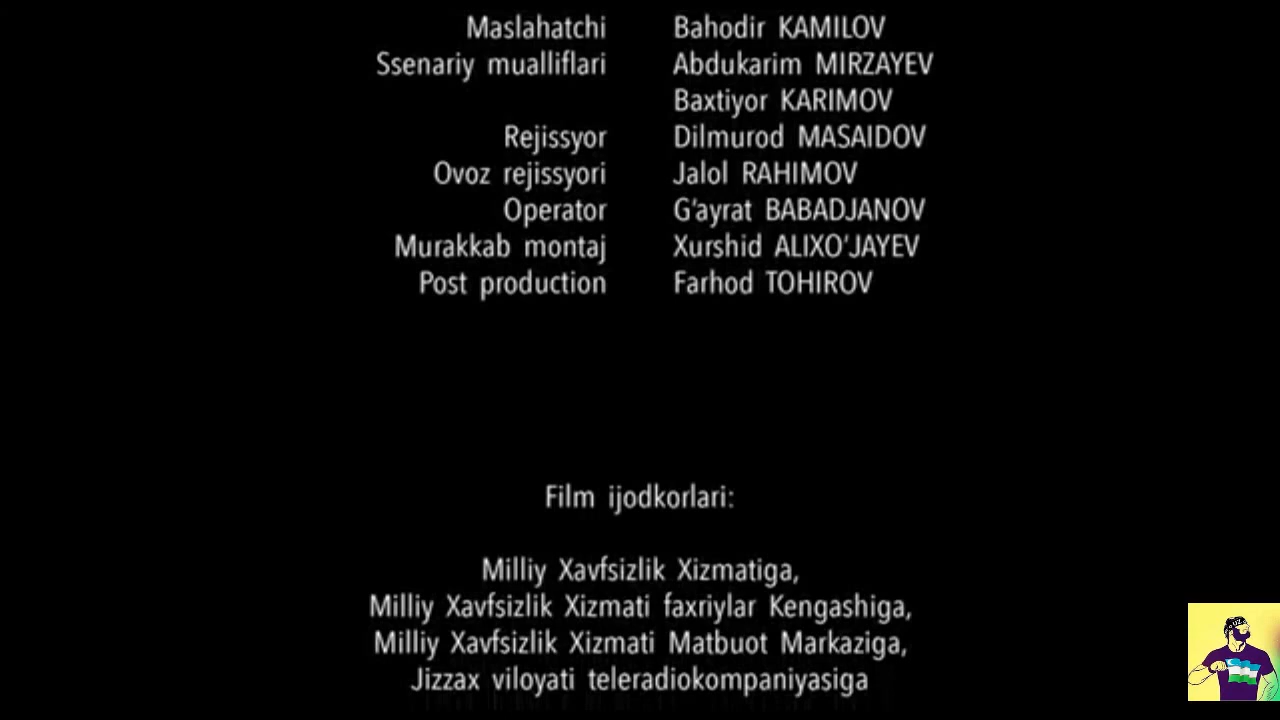 Maslahatchi Bahodir KAMILOV
Ssenariy mualliflari Abdukarim MIRZAYEV
Baxtiyor KARIMOV
Rejissyor Dilmurod MASAIDOV
Ovoz rejissyori Jalol RAHIMOV
Operator G‘ayrat BABADJANOV
Murakkab montaj Xurshid ALIXO‘JAYEV
Post production Farhod TOHIROV
Film ijodkorlari:
Milliy Xavfsizlik Xizmatiga,
Milliy Xavfsizlik Xizmati faxriylar Kengashiga,
Milliy Xavfsizlik Xizmati Matbuot Markaziga,
Jizzax viloyati teleradiokompaniyasiga